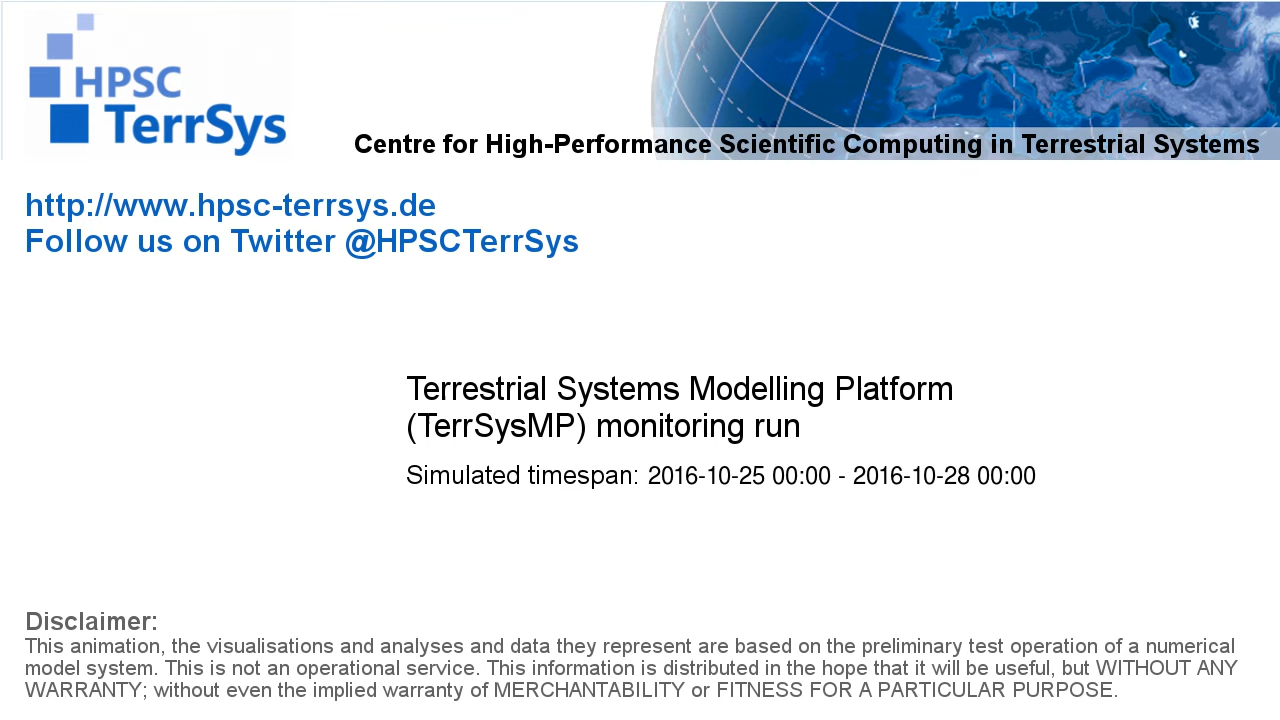 HPSC
TerrSys
Centre for High-Performance Scientific Computing in Terrestrial Systems
http://www.hpsc-terrsys.de
Follow us on Twitter @HPSCTerrSys
Terrestrial Systems Modelling Platform
(TerrSysMP) monitoring run
Simulated timespan: 2016-10-25 00:00 - 2016-10-28 00:00
Disclaimer:
This animation, the visualisations and analyses and data they represent are based on the preliminary test operation of a numerical
model system. This is not an operational service. This information is distributed in the hope that it will be useful, but WITHOUT ANY
WARRANTY; without even the implied warranty of MERCHANTABILITY or FITNESS FOR A PARTICULAR PURPOSE.